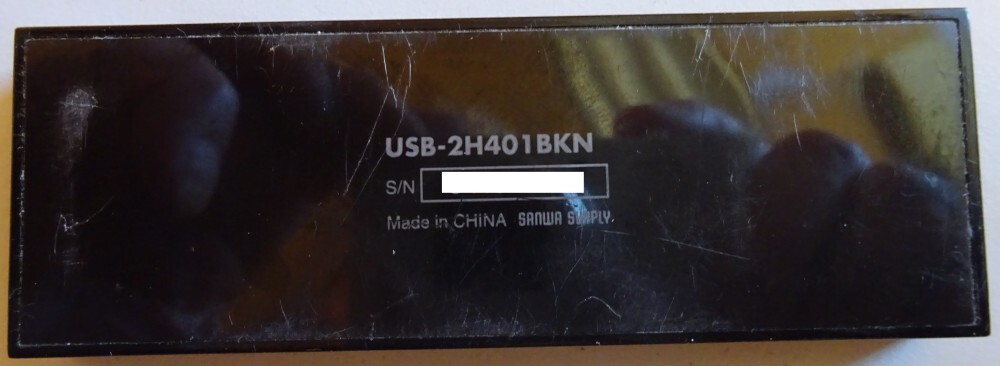 USB-2H401BKN
S/N
Made in CHINA SANWA SUPPLY.